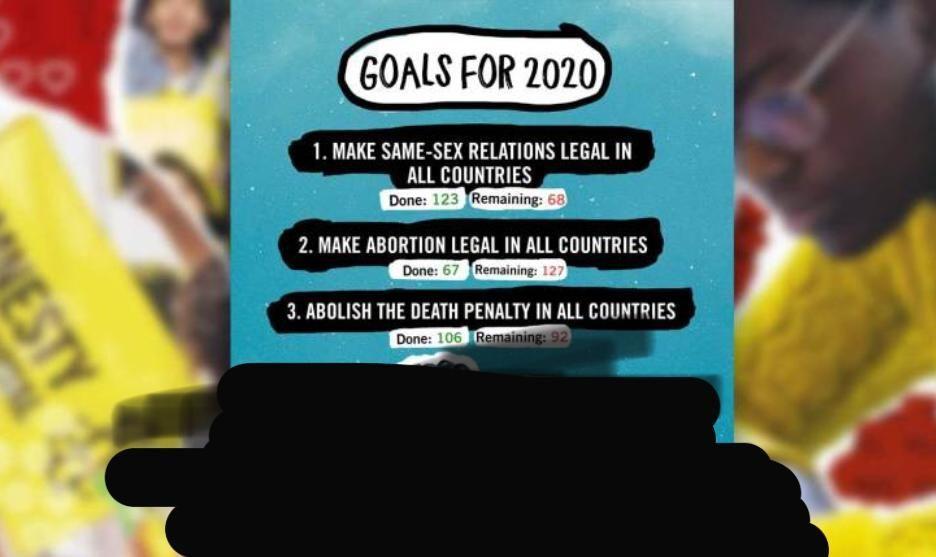 GOALS FOR 2020
1. MAKE SAME-SEX RELATIONS LEGAL IN
ALL COUNTRIES
Done: 123 Remaining: 68
2. MAKE ABORTION LEGAL IN ALL COUNTRIES
Done: 67 Remaining: 127
3. ABOLISH THE DEATH PENALTY IN ALL COUNTRIES
Done: 106 Remaining: 92